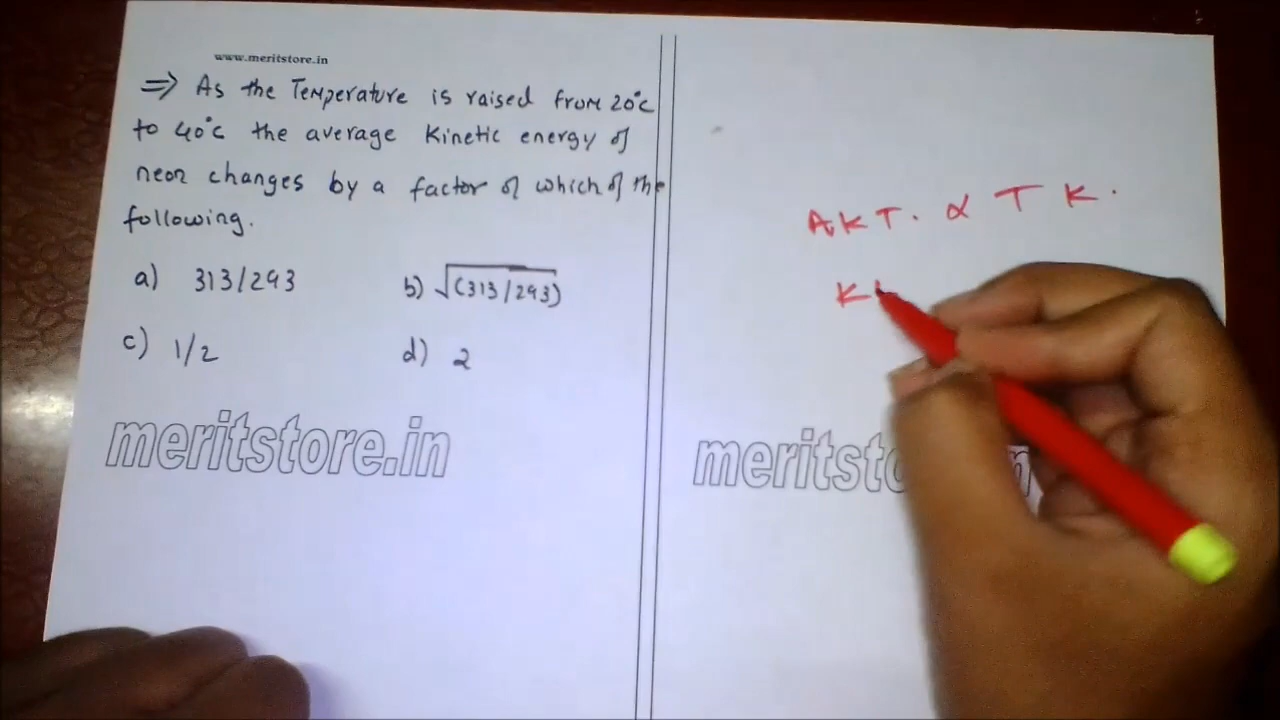 www.meritstore.in
⇒ As the Temperature is raised from 20°c
to 40°c the average Kinetic energy of
neon changes by a factor of which of the
following.
a) 313/293 b) √(313/293)
c) 1/2 d) 2
meritstore.in
A K T. ∝ T K.
K
meritsto n